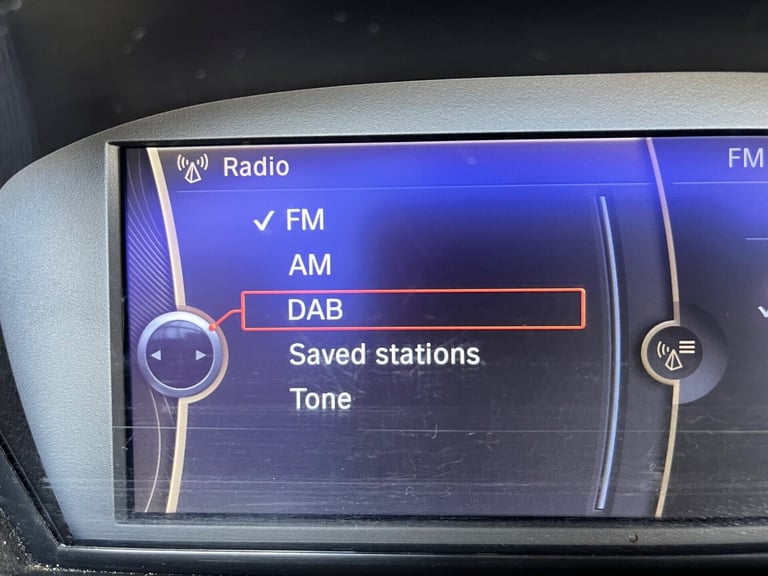 Radio
FM
✓ FM
AM
DAB
Saved stations
Tone